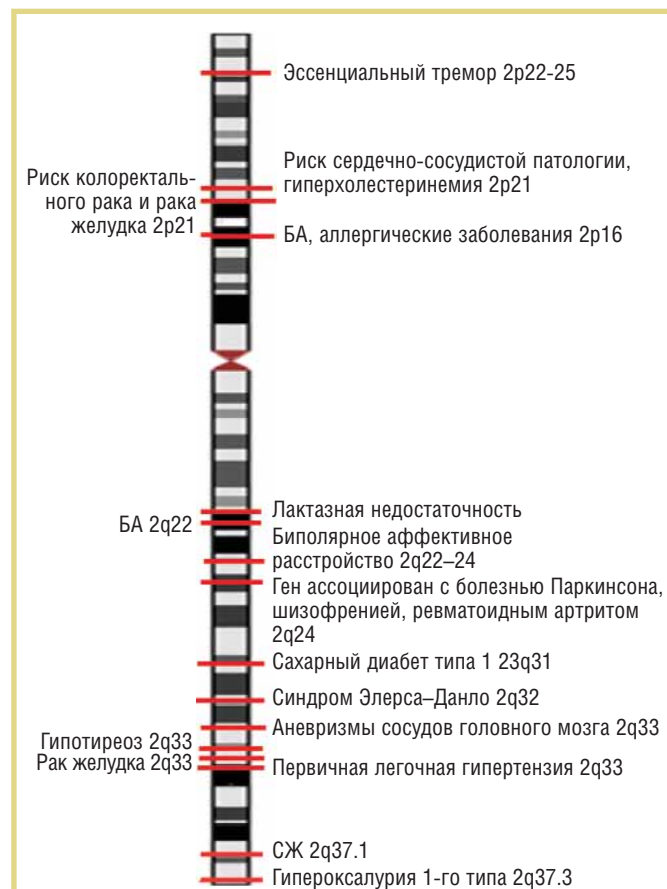 Эссенциальный тремор 2p22-25
Риск сердечно-сосудистой патологии,
гиперхолестеринемия 2p21
Риск колоректаль-
ного рака и рака
желудка 2p21
БА, аллергические заболевания 2p16
Лактазная недостаточность
БА 2q22
Биполярное аффективное
расстройство 2q22–24
Ген ассоциирован с болезнью Паркинсона,
шизофренией, ревматоидным артритом
2q24
Сахарный диабет типа 1 23q31
Синдром Элерса–Данло 2q32
Аневризмы сосудов головного мозга 2q33
Гипотиреоз 2q33
Рак желудка 2q33
Первичная легочная гипертензия 2q33
СЖ 2q37.1
Гипероксалурия 1-го типа 2q37.3